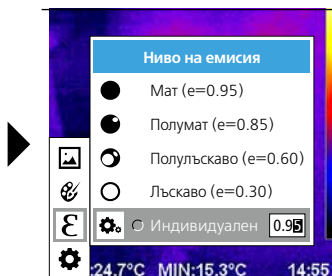 Ниво на емисия
Мат (e=0.95)
Полумат (e=0.85)
Полулъскаво (e=0.60)
Лъскаво (e=0.30)
ε Индивидуален 0.95
:24.7°C MIN:15.3°C 14:55